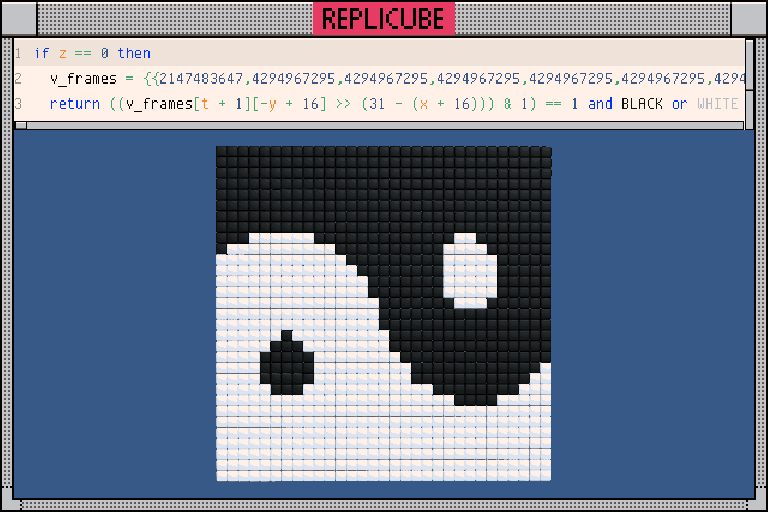 REPLICUBE
1 if z == 0 then
2 v_frames = {{2147483647,4294967295,4294967295,4294967295,4294967295,4294967295,4294
3 return ((v_frames[t + 1][-y + 16] >> (31 - (x + 16))) & 1) == 1 and BLACK or WHITE